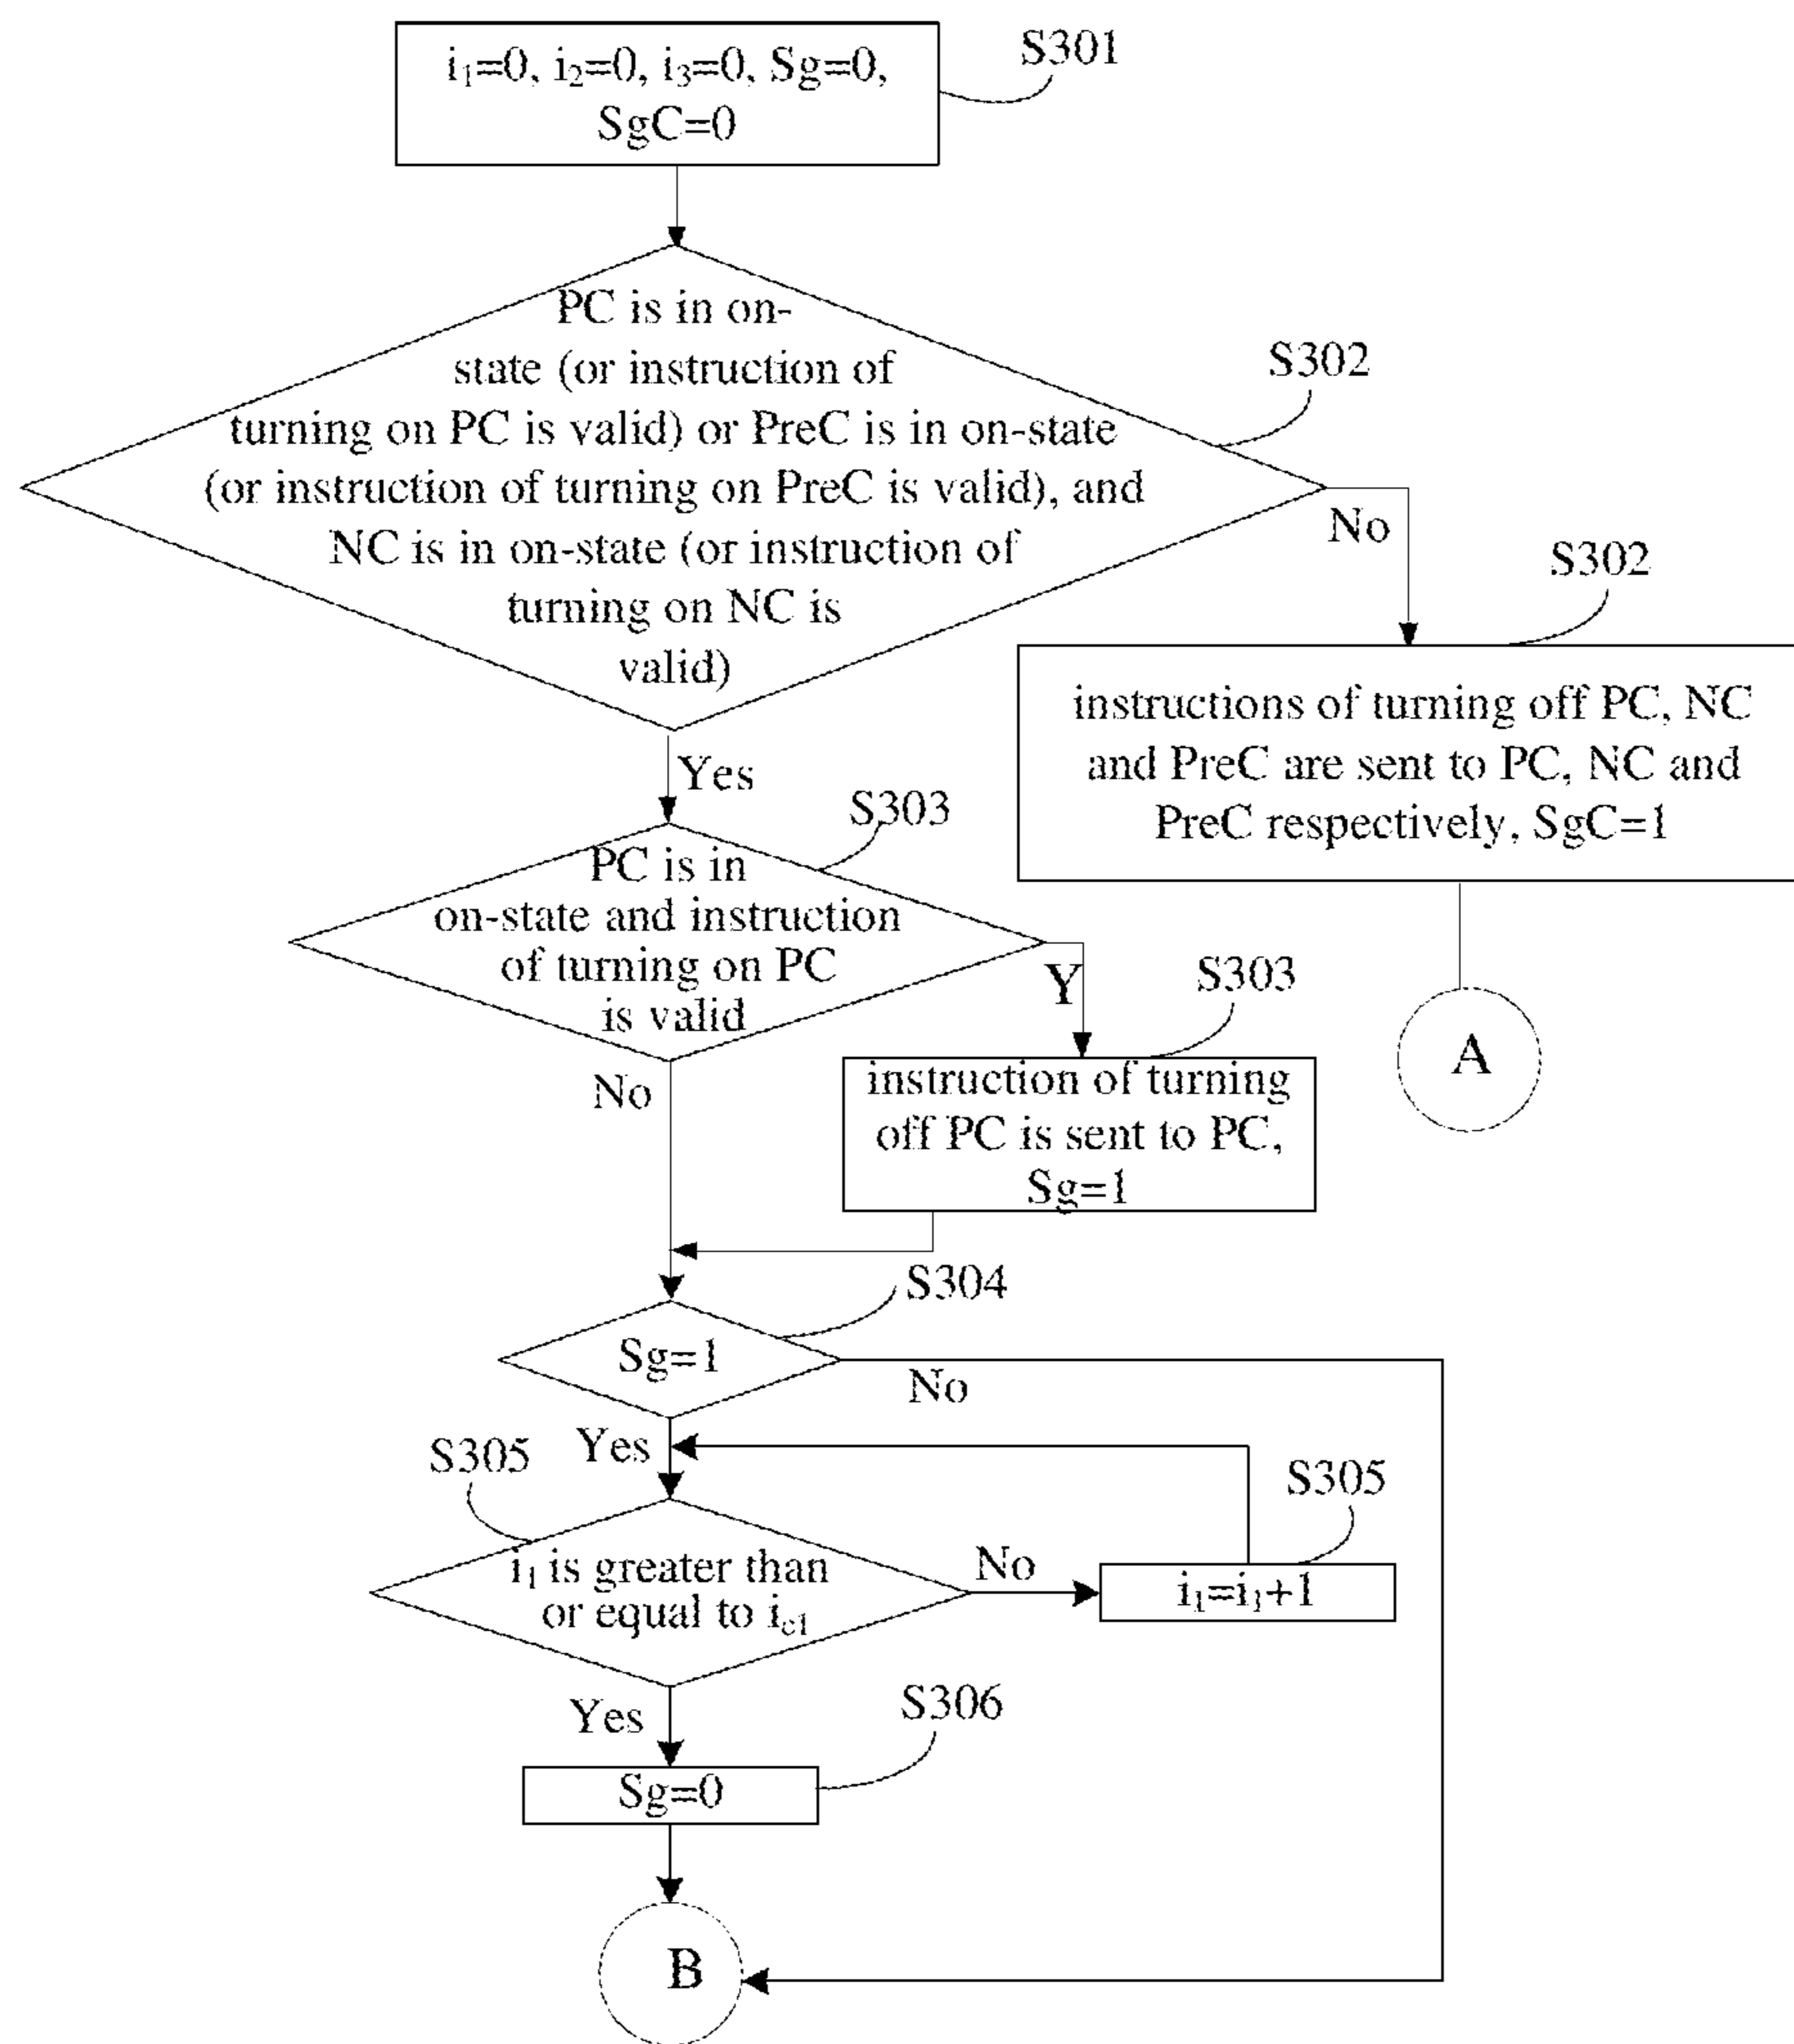 i₁=0, i₂=0, i₃=0, Sg=0,
SgC=0
S301
PC is in on-
state (or instruction of
turning on PC is valid) or PreC is in on-state
(or instruction of turning on PreC is valid), and
NC is in on-state (or instruction of
turning on NC is
valid)
S302
No
S302
instructions of turning off PC, NC
and PreC are sent to PC, NC and
PreC respectively, SgC=1
A
Yes
S303
PC is in
on-state and instruction
of turning on PC
is valid
Y
S303
instruction of turning
off PC is sent to PC,
Sg=1
No
S304
Sg=1
No
Yes
S305
i₁ is greater than
or equal to i_c1
No
S305
i₁=i₁+1
Yes
S306
Sg=0
B